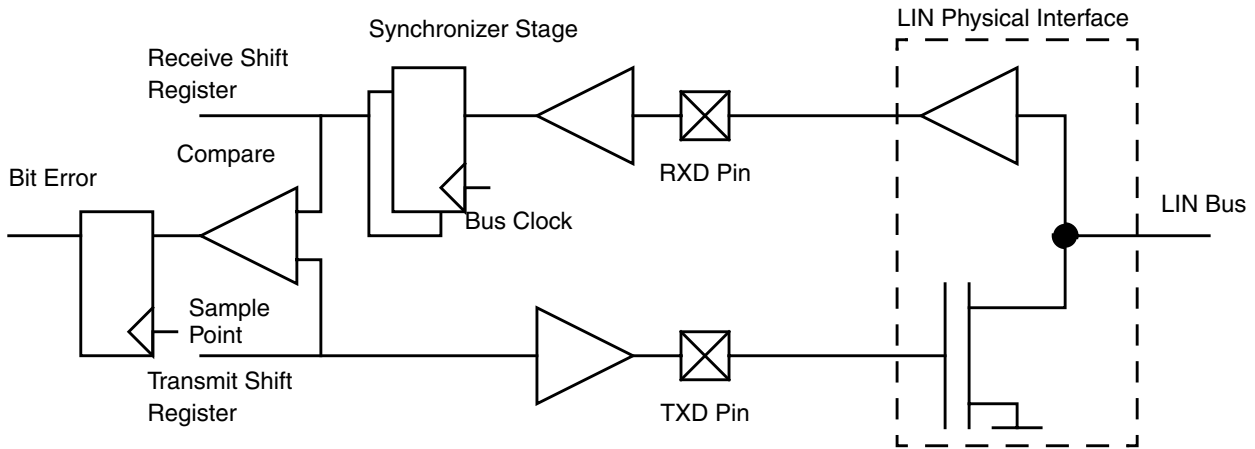 LIN Physical Interface
Synchronizer Stage
Receive Shift
Register
Compare
RXD Pin
Bit Error
Bus Clock
LIN Bus
Sample
Point
Transmit Shift
Register
TXD Pin